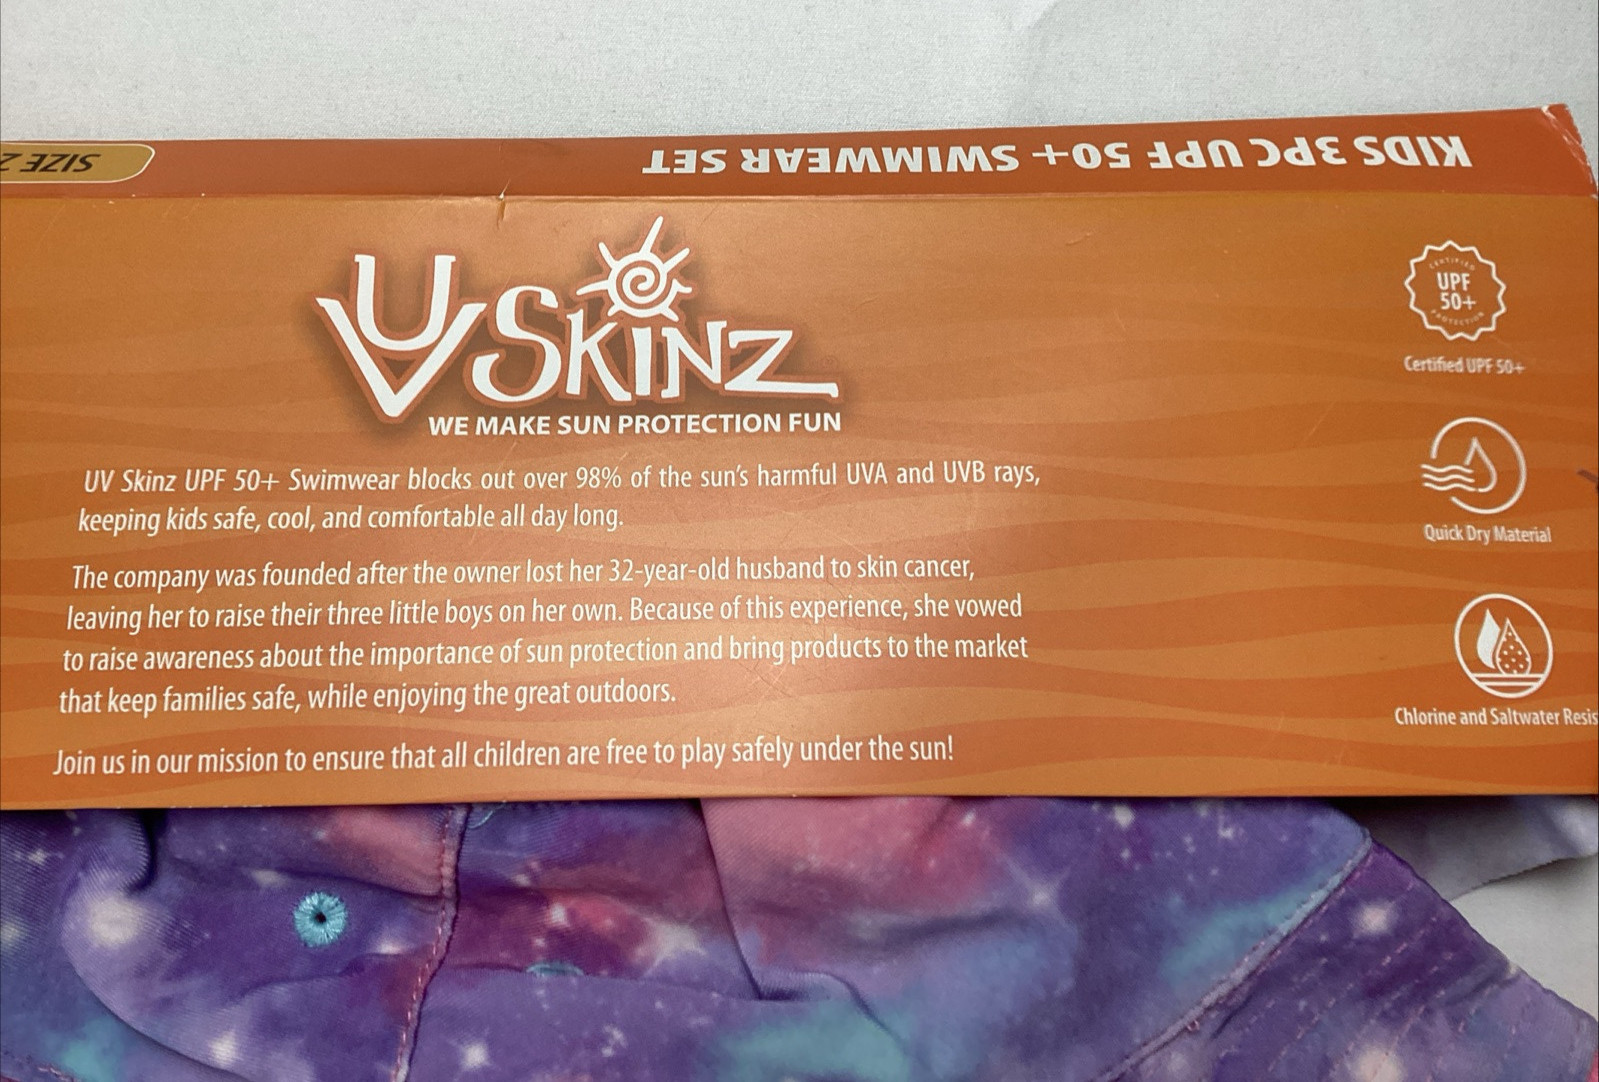 KIDS 3PC UPF 50+ SWIMWEAR SET
SIZE 2
UV SKINZ
WE MAKE SUN PROTECTION FUN
UV Skinz UPF 50+ Swimwear blocks out over 98% of the sun's harmful UVA and UVB rays,
keeping kids safe, cool, and comfortable all day long.
The company was founded after the owner lost her 32-year-old husband to skin cancer,
leaving her to raise their three little boys on her own. Because of this experience, she vowed
to raise awareness about the importance of sun protection and bring products to the market
that keep families safe, while enjoying the great outdoors.
Join us in our mission to ensure that all children are free to play safely under the sun!
CERTIFIED
UPF
50+
PROTECTION
Certified UPF 50+
Quick Dry Material
Chlorine and Saltwater Resis